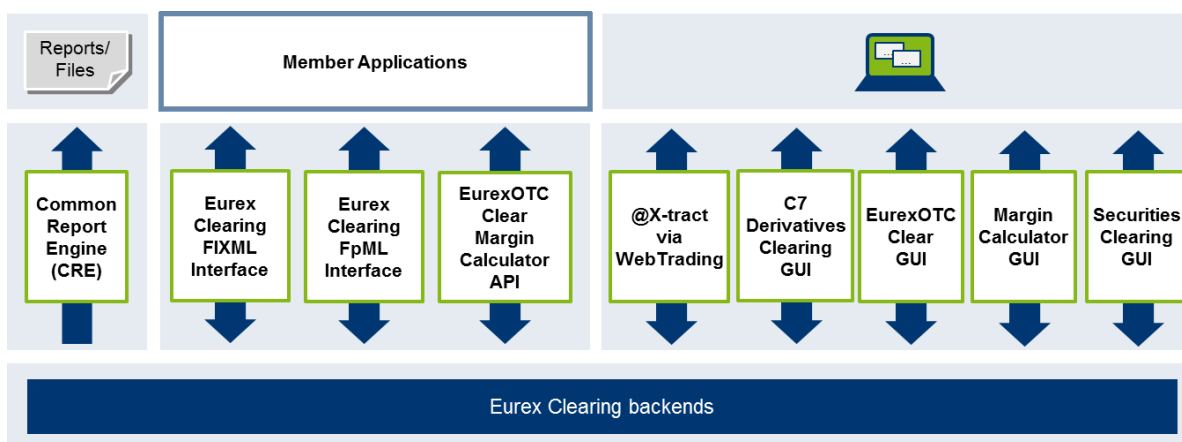 Reports/
Files
Member Applications
...
...
Common
Report
Engine
(CRE)
Eurex
Clearing
FIXML
Interface
Eurex
Clearing
FpML
Interface
EurexOTC
Clear
Margin
Calculator
API
@X-tract
via
WebTrading
C7
Derivatives
Clearing
GUI
EurexOTC
Clear
GUI
Margin
Calculator
GUI
Securities
Clearing
GUI
Eurex Clearing backends